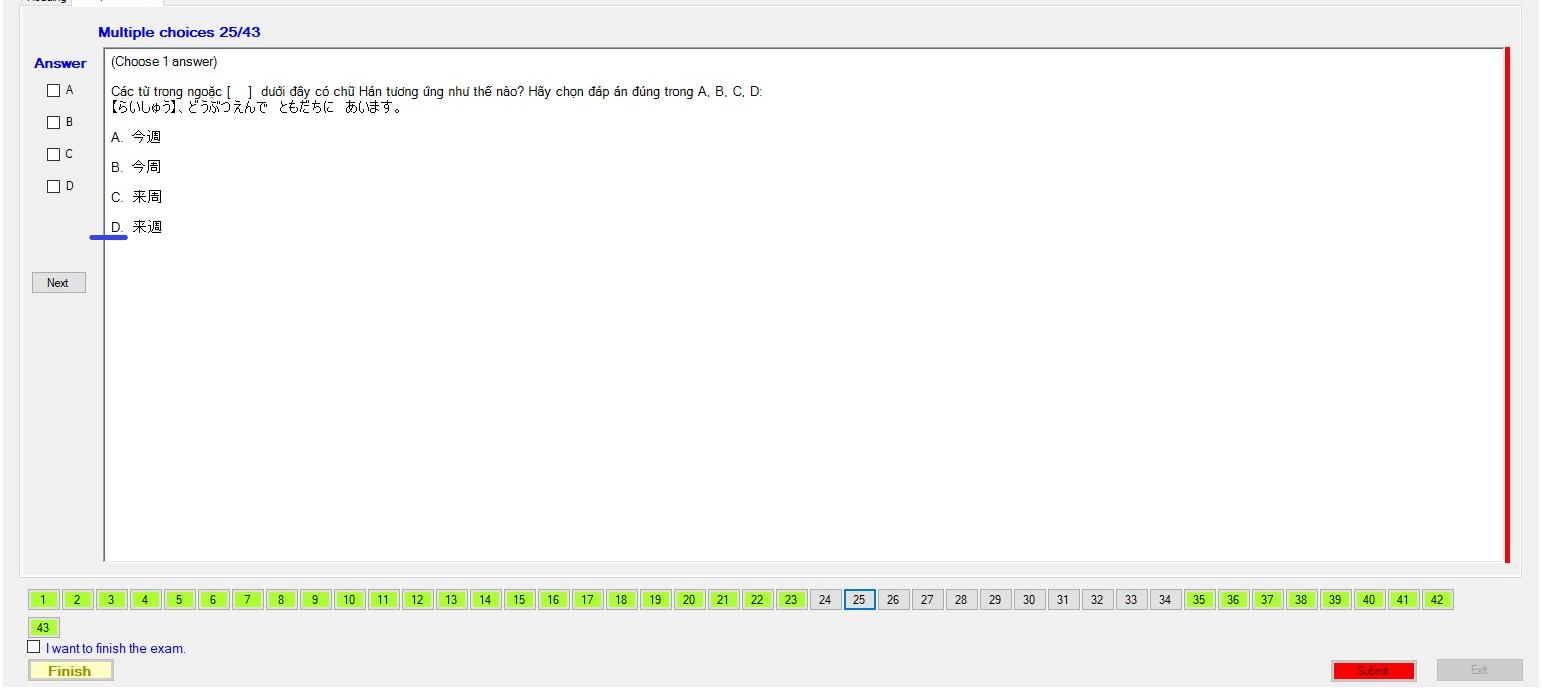 Multiple choices 25/43
Answer
(Choose 1 answer)
A
Các từ trong ngoặc [ ] dưới đây có chữ Hán tương ứng như thế nào? Hãy chọn đáp án đúng trong A, B, C, D:
【らいしゅう】、どうぶつえんで ともだちに あいます。
B
A. 今週
C
B. 今周
D
C. 来周
D. 来週
Next
1 2 3 4 5 6 7 8 9 10 11 12 13 14 15 16 17 18 19 20 21 22 23 24 25 26 27 28 29 30 31 32 33 34 35 36 37 38 39 40 41 42
43
I want to finish the exam.
Finish
Submit
Exit